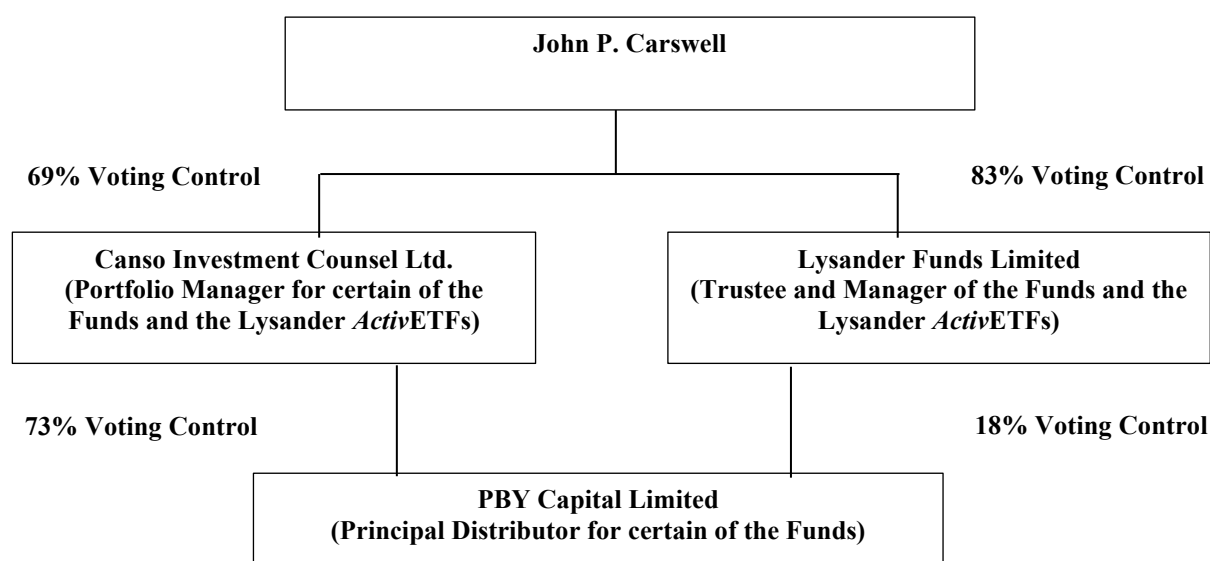 John P. Carswell
69% Voting Control
83% Voting Control
Canso Investment Counsel Ltd.
(Portfolio Manager for certain of the
Funds and the Lysander ActivETFs)
Lysander Funds Limited
(Trustee and Manager of the Funds and the
Lysander ActivETFs)
73% Voting Control
18% Voting Control
PBY Capital Limited
(Principal Distributor for certain of the Funds)